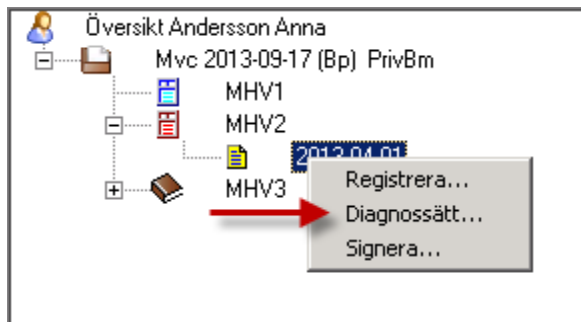 Översikt Andersson Anna
Mvc 2013-09-17 (Bp) PrivBm
MHV1
MHV2
2013-04-01
MHV3
Registrera...
Diagnossätt...
Signera...